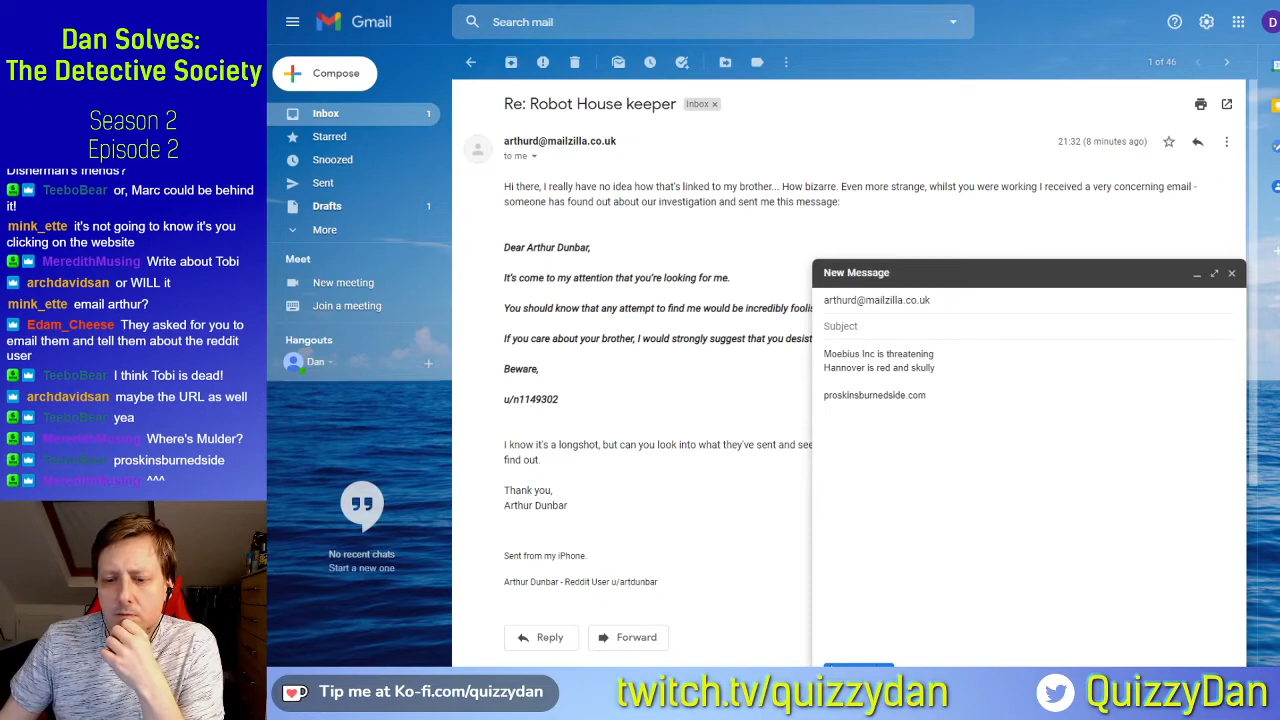 Dan Solves:
The Detective Society
Season 2
Episode 2
Disherman's friends?
TeeboBear or, Marc could be behind
it!
mink_ette it's not going to know it's you
clicking on the website
MeredithMusing Write about Tobi
archdavidsan or WILL it
mink_ette email arthur?
Edam_Cheese They asked for you to
email them and tell them about the reddit
user
TeeboBear I think Tobi is dead!
archdavidsan maybe the URL as well
TeeboBear yea
MeredithMusing Where's Mulder?
TeeboBear proskinsburnedside
MeredithMusing ^^^
Gmail
Search mail
D
Compose
1 of 46
Inbox 1
Starred
Snoozed
Sent
Drafts 1
More
Meet
New meeting
Join a meeting
Hangouts
Dan
No recent chats
Start a new one
Re: Robot House keeper Inbox x
arthurd@mailzilla.co.uk 21:32 (8 minutes ago)
to me
Hi there, I really have no idea how that's linked to my brother... How bizarre. Even more strange, whilst you were working I received a very concerning email -
someone has found out about our investigation and sent me this message:
Dear Arthur Dunbar,
It's come to my attention that you're looking for me.
You should know that any attempt to find me would be incredibly foolis
If you care about your brother, I would strongly suggest that you desist
Beware,
u/n1149302
I know it's a longshot, but can you look into what they've sent and see
find out.
Thank you,
Arthur Dunbar
Sent from my iPhone.
Arthur Dunbar - Reddit User u/artdunbar
Reply
Forward
New Message
arthurd@mailzilla.co.uk
Subject
Moebius Inc is threatening
Hannover is red and skully
proskinsburnedside.com
Tip me at Ko-fi.com/quizzydan
twitch.tv/quizzydan
QuizzyDan